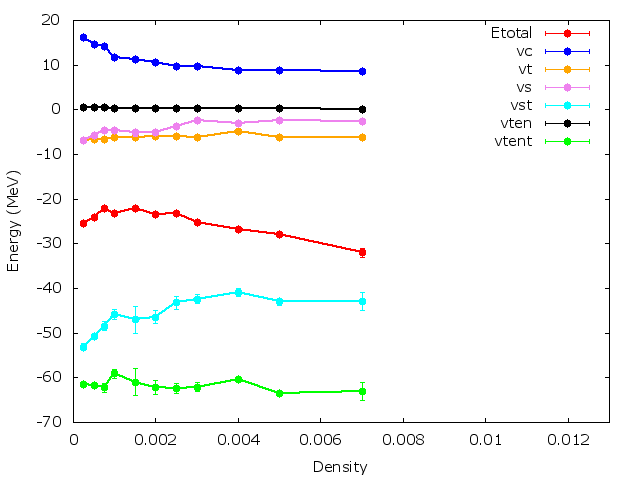 20
10
0
-10
-20
-30
-40
-50
-60
-70
Energy (MeV)
0 0.002 0.004 0.006 0.008 0.01 0.012
Density
Etotal
vc
vt
vs
vst
vten
vtent